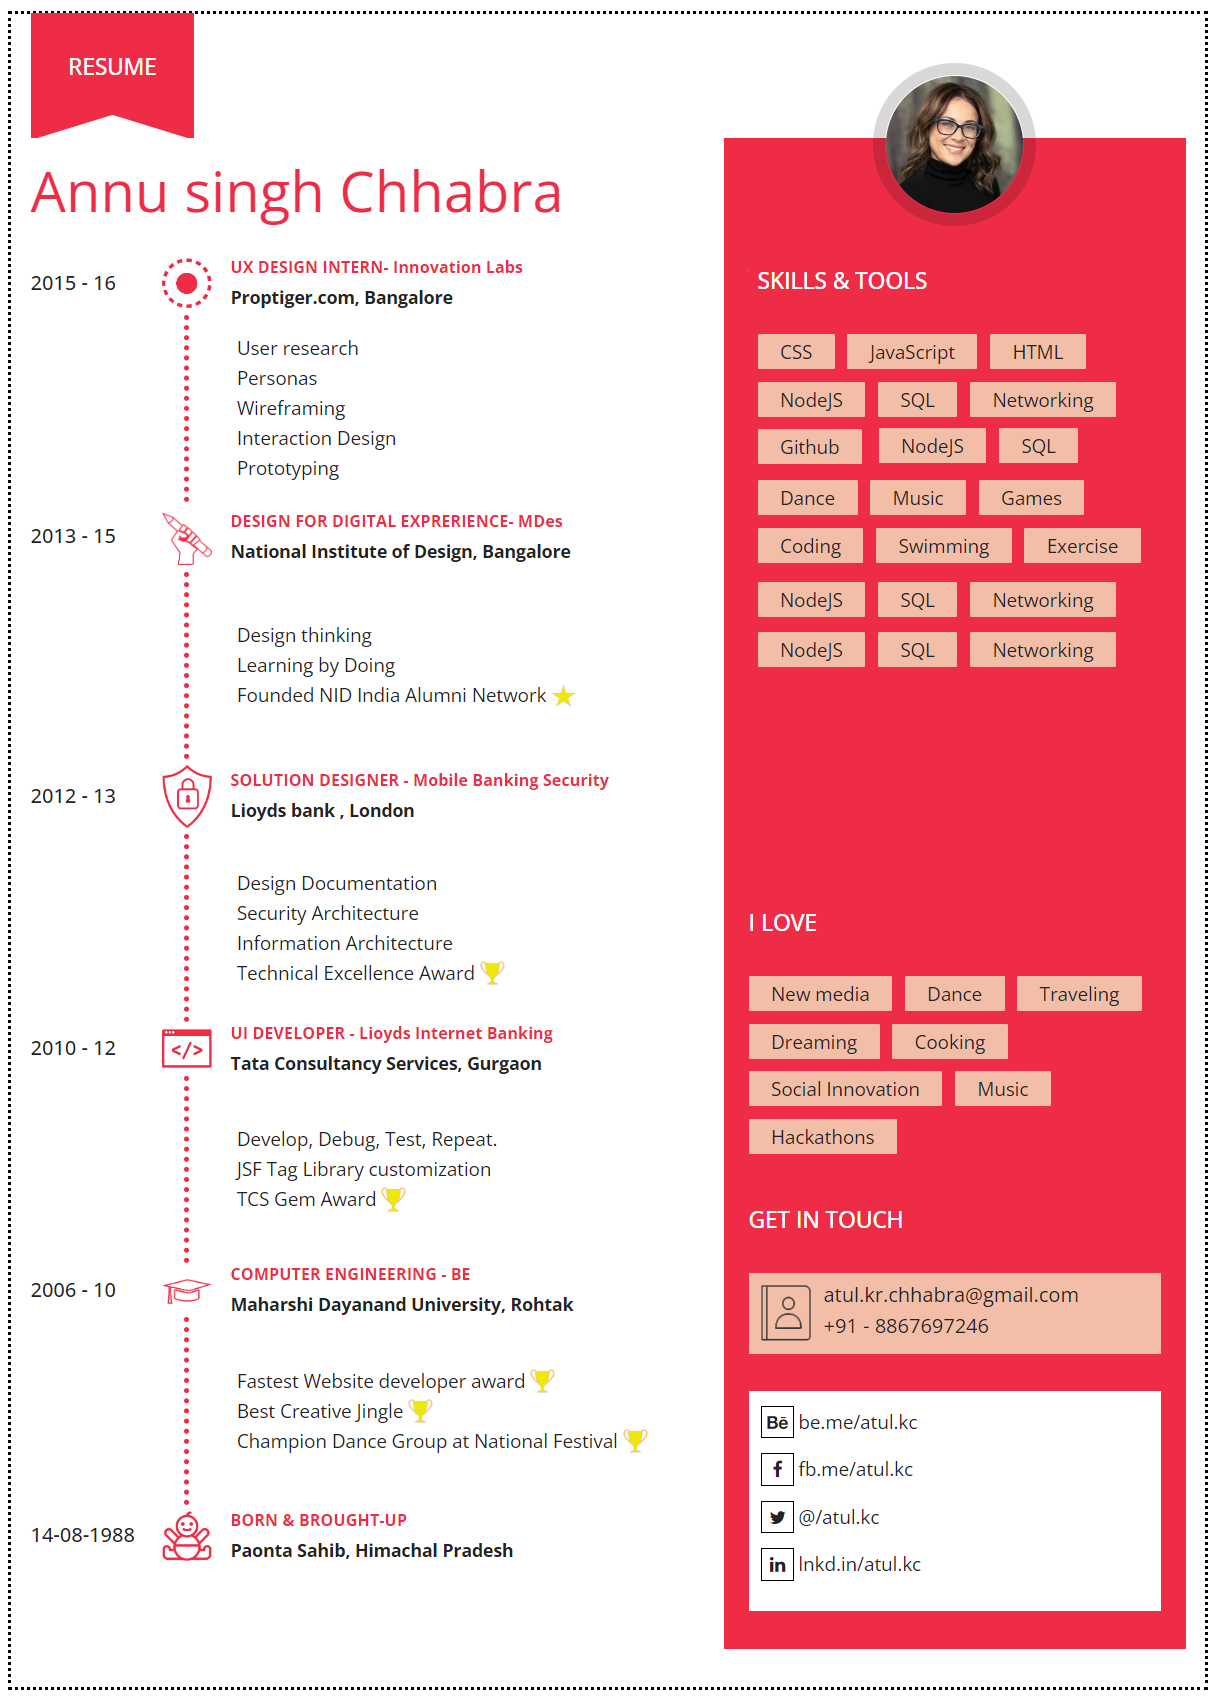 RESUME
Annu singh Chhabra
2015 - 16
UX DESIGN INTERN- Innovation Labs
Proptiger.com, Bangalore
User research
Personas
Wireframing
Interaction Design
Prototyping
2013 - 15
DESIGN FOR DIGITAL EXPRERIENCE- MDes
National Institute of Design, Bangalore
Design thinking
Learning by Doing
Founded NID India Alumni Network
2012 - 13
SOLUTION DESIGNER - Mobile Banking Security
Lioyds bank , London
Design Documentation
Security Architecture
Information Architecture
Technical Excellence Award
2010 - 12
UI DEVELOPER - Lioyds Internet Banking
Tata Consultancy Services, Gurgaon
Develop, Debug, Test, Repeat.
JSF Tag Library customization
TCS Gem Award
2006 - 10
COMPUTER ENGINEERING - BE
Maharshi Dayanand University, Rohtak
Fastest Website developer award
Best Creative Jingle
Champion Dance Group at National Festival
14-08-1988
BORN & BROUGHT-UP
Paonta Sahib, Himachal Pradesh
SKILLS & TOOLS
CSS JavaScript HTML
NodeJS SQL Networking
Github NodeJS SQL
Dance Music Games
Coding Swimming Exercise
NodeJS SQL Networking
NodeJS SQL Networking
I LOVE
New media Dance Traveling
Dreaming Cooking
Social Innovation Music
Hackathons
GET IN TOUCH
atul.kr.chhabra@gmail.com
+91 - 8867697246
Bē be.me/atul.kc
f fb.me/atul.kc
@/atul.kc
in lnkd.in/atul.kc